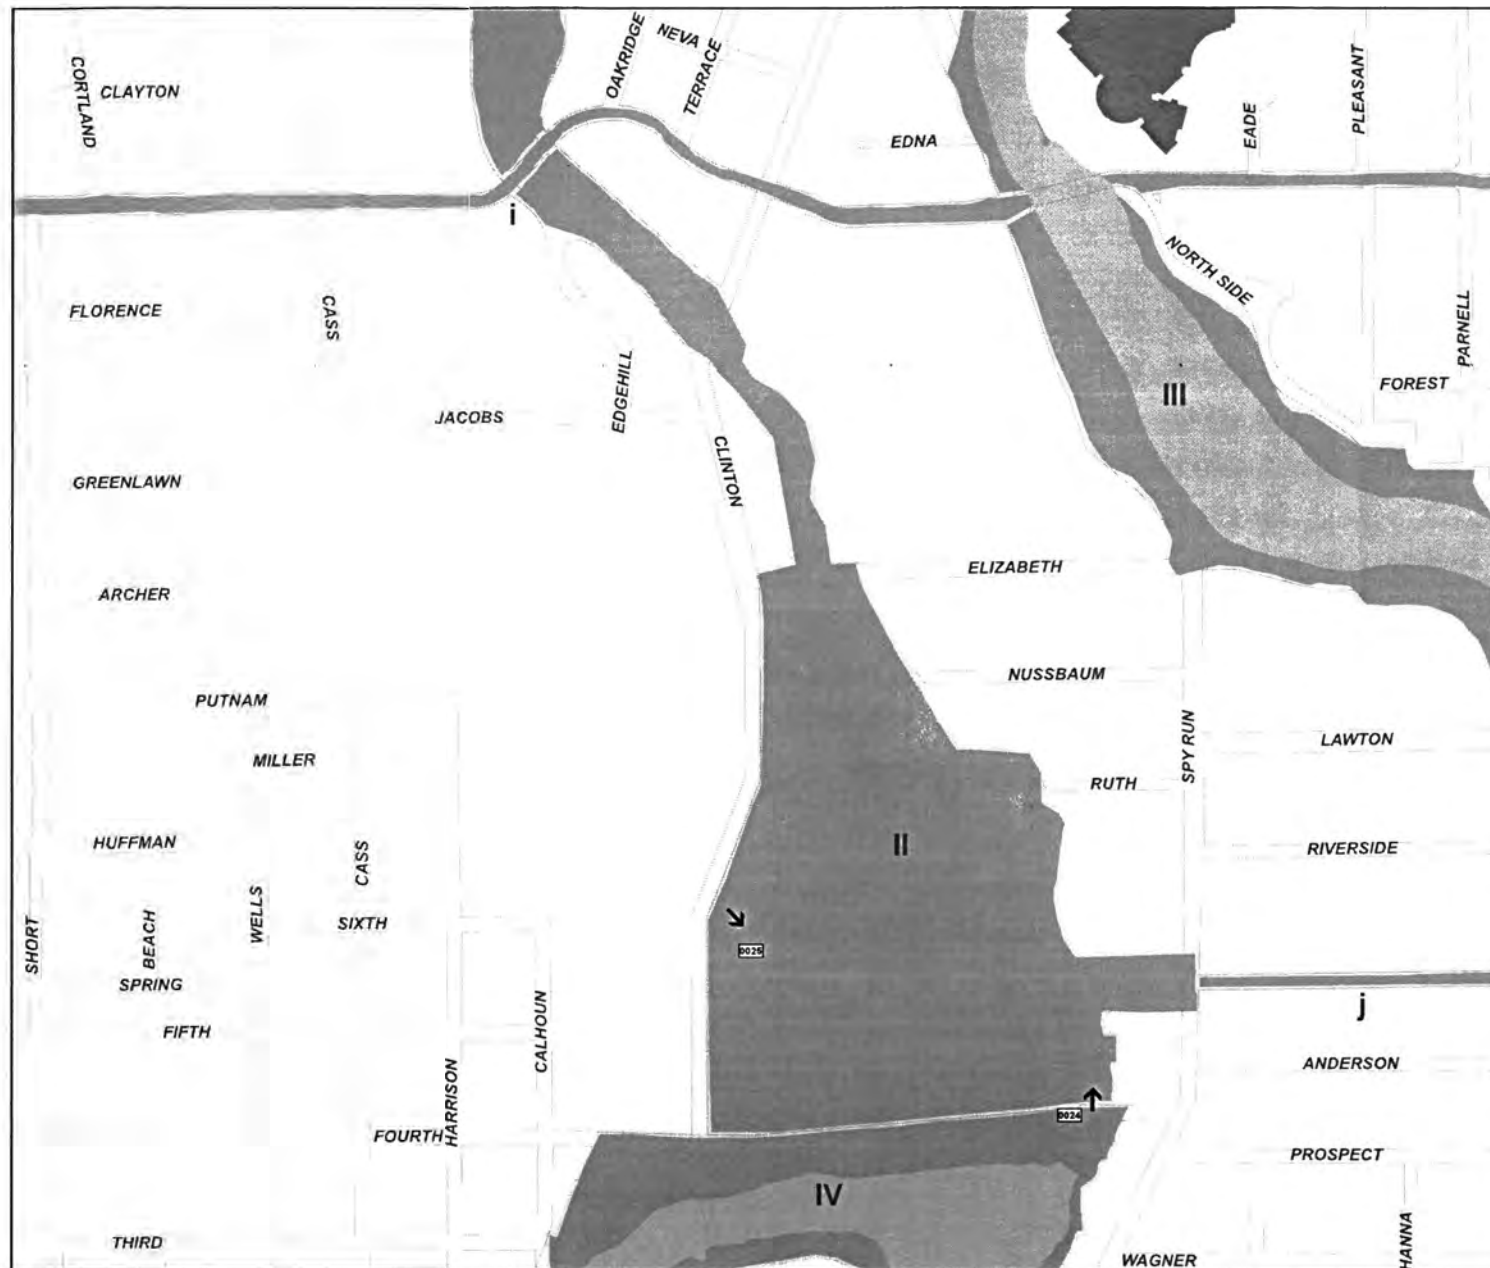 NEVA
OAKRIDGE
TERRACE
CORTLAND
CLAYTON
PLEASANT
EADE
EDNA
i
NORTH SIDE
FLORENCE
CASS
PARNELL
EDGEHILL
III
FOREST
JACOBS
CLINTON
GREENLAWN
ELIZABETH
ARCHER
NUSSBAUM
PUTNAM
SPY RUN
LAWTON
MILLER
RUTH
HUFFMAN
CASS
II
RIVERSIDE
WELLS
SIXTH
BEACH
SHORT
0025
SPRING
CALHOUN
j
FIFTH
HARRISON
ANDERSON
0024
FOURTH
PROSPECT
IV
THIRD
HANNA
WAGNER